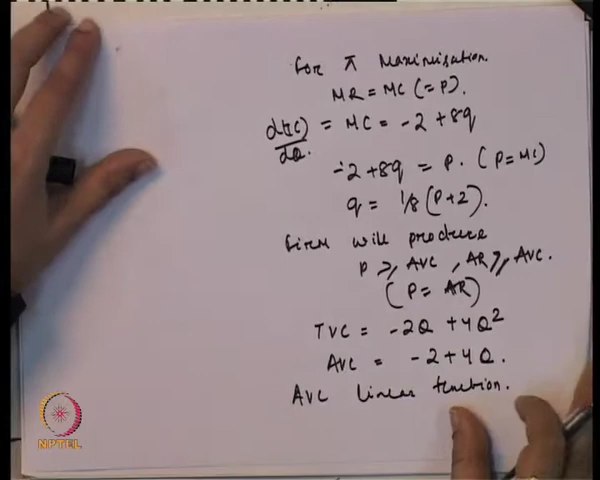 For π Maximisation.
MR = MC (= P).
d(TC)/dQ. = MC = -2 + 8q
-2 + 8q = P. (P = MC)
q = 1/8 (P + 2).
Firm will produce
P ⩾ AVC, AR ⩾ AVC.
(P = AR)
TVC = -2Q + 4Q²
AVC = -2 + 4Q.
AVC linear function.
NPTEL